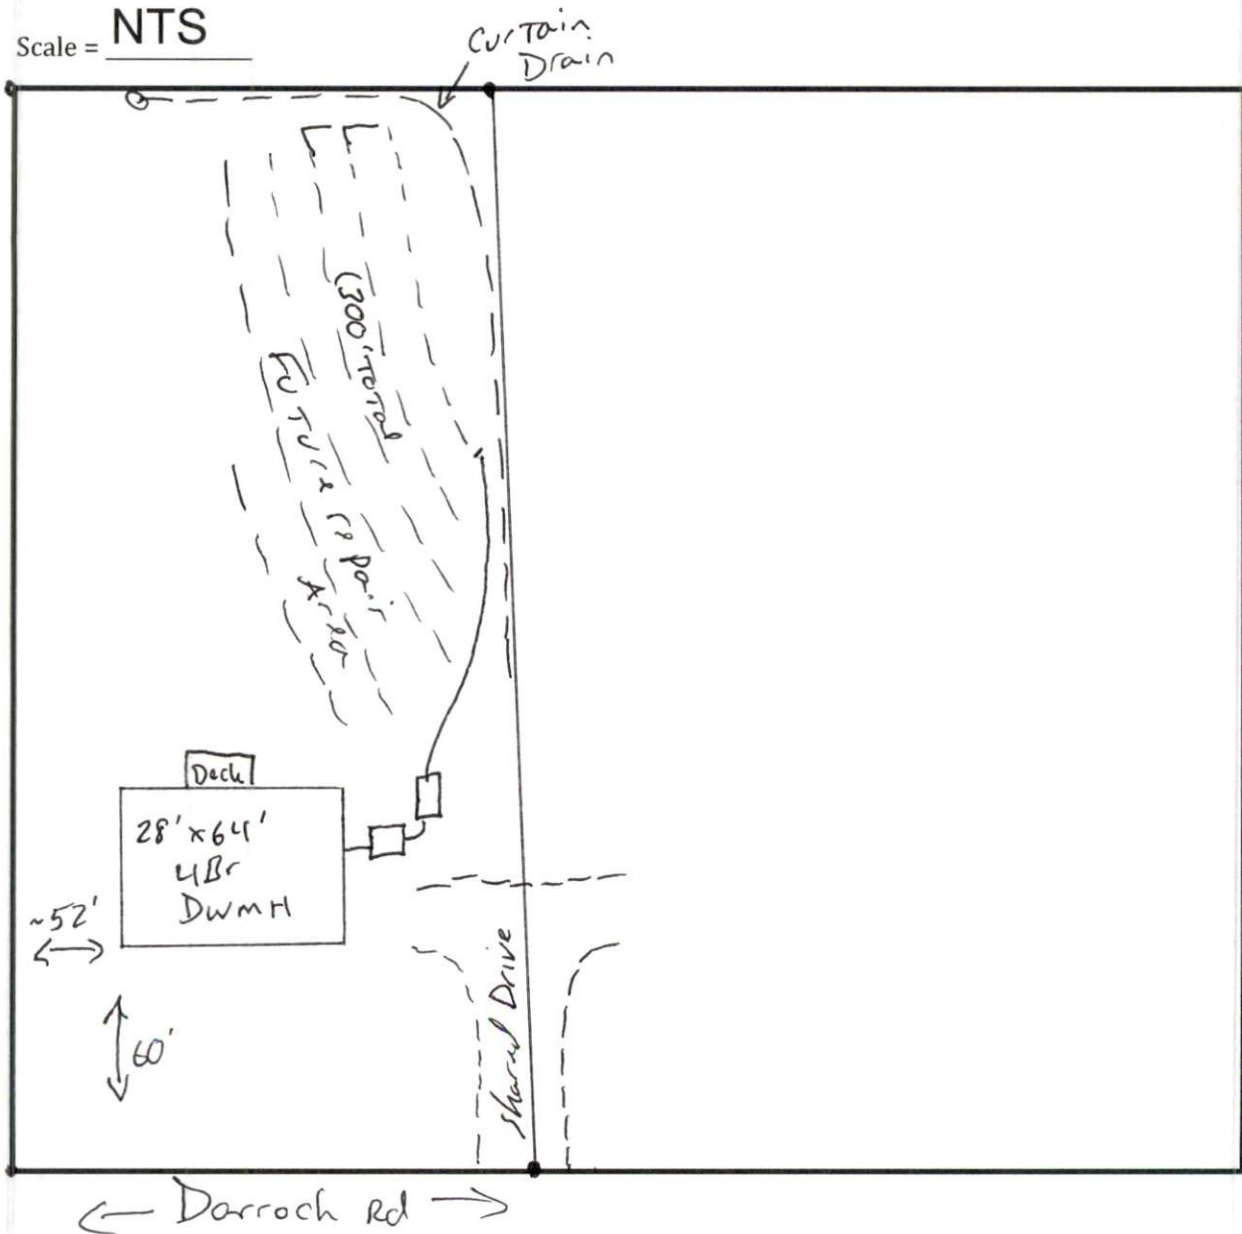 Scale = NTS
Curtain
Drain
(300' Total
Future repair
Area
Deck
28' x 64'
4Br
DWMH
~52'
60'
Shared Drive
Darroch Rd